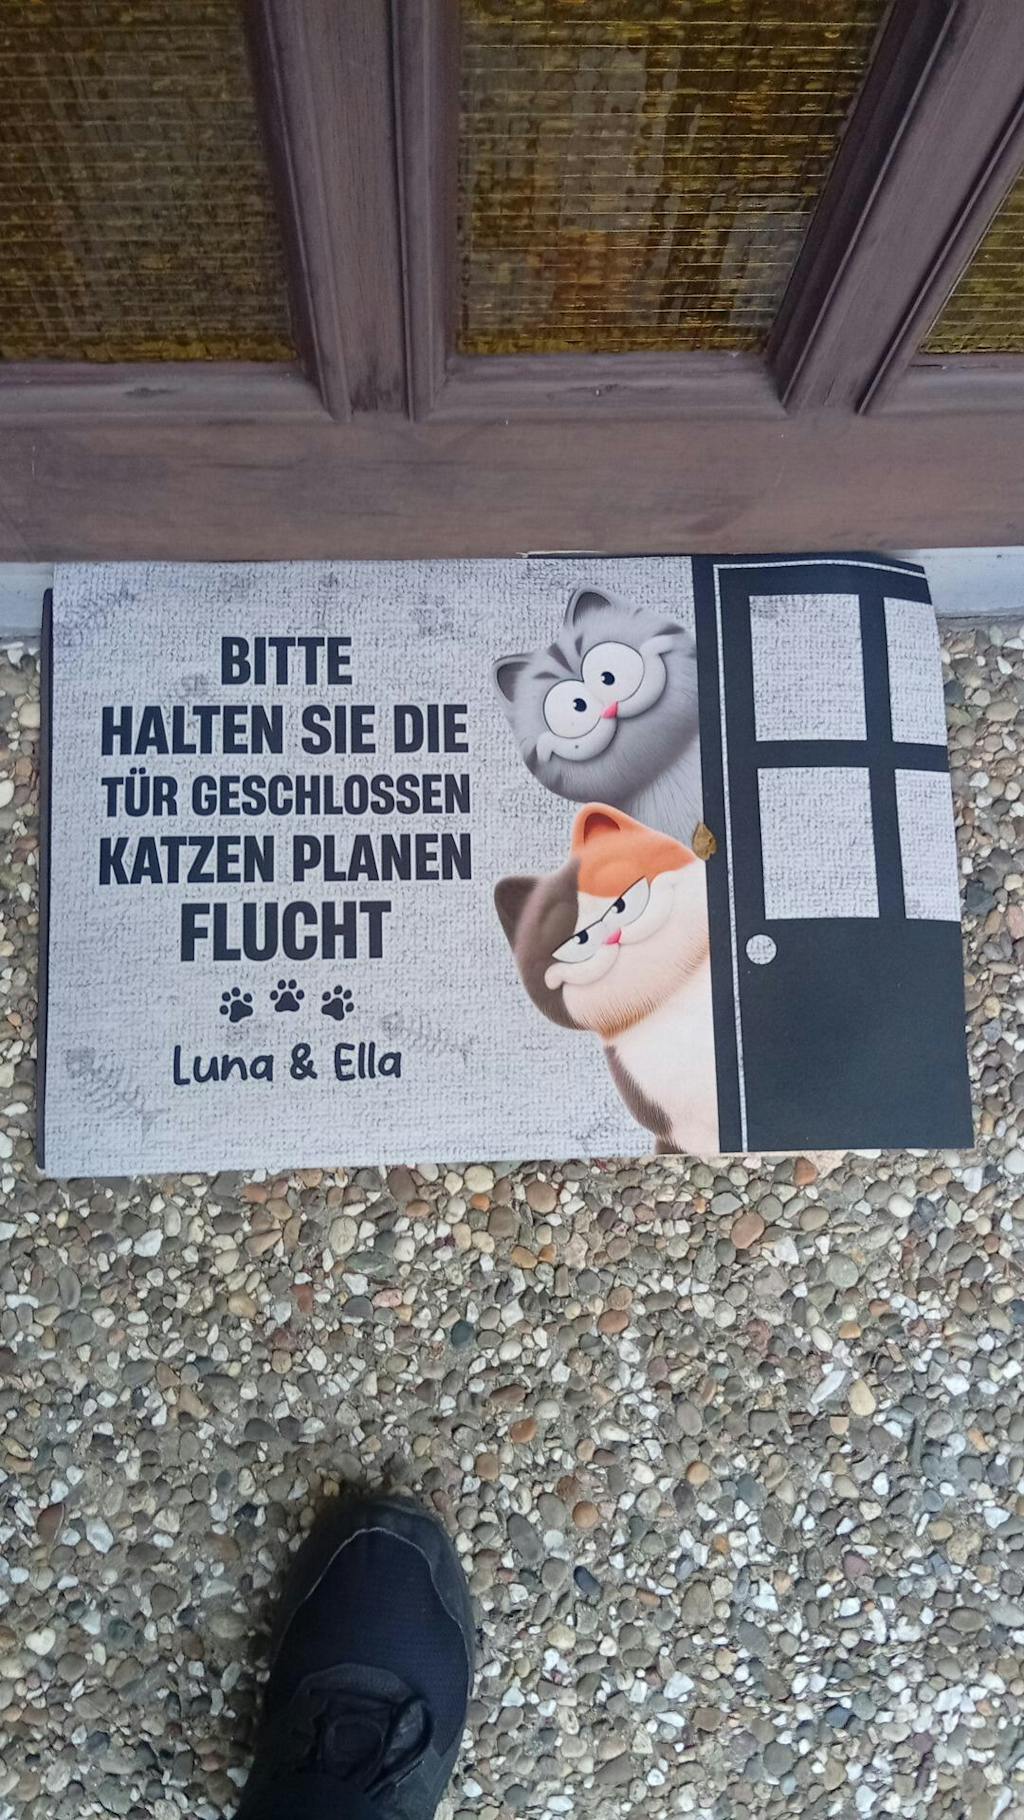 BITTE
HALTEN SIE DIE
TÜR GESCHLOSSEN
KATZEN PLANEN
FLUCHT
Luna & Ella